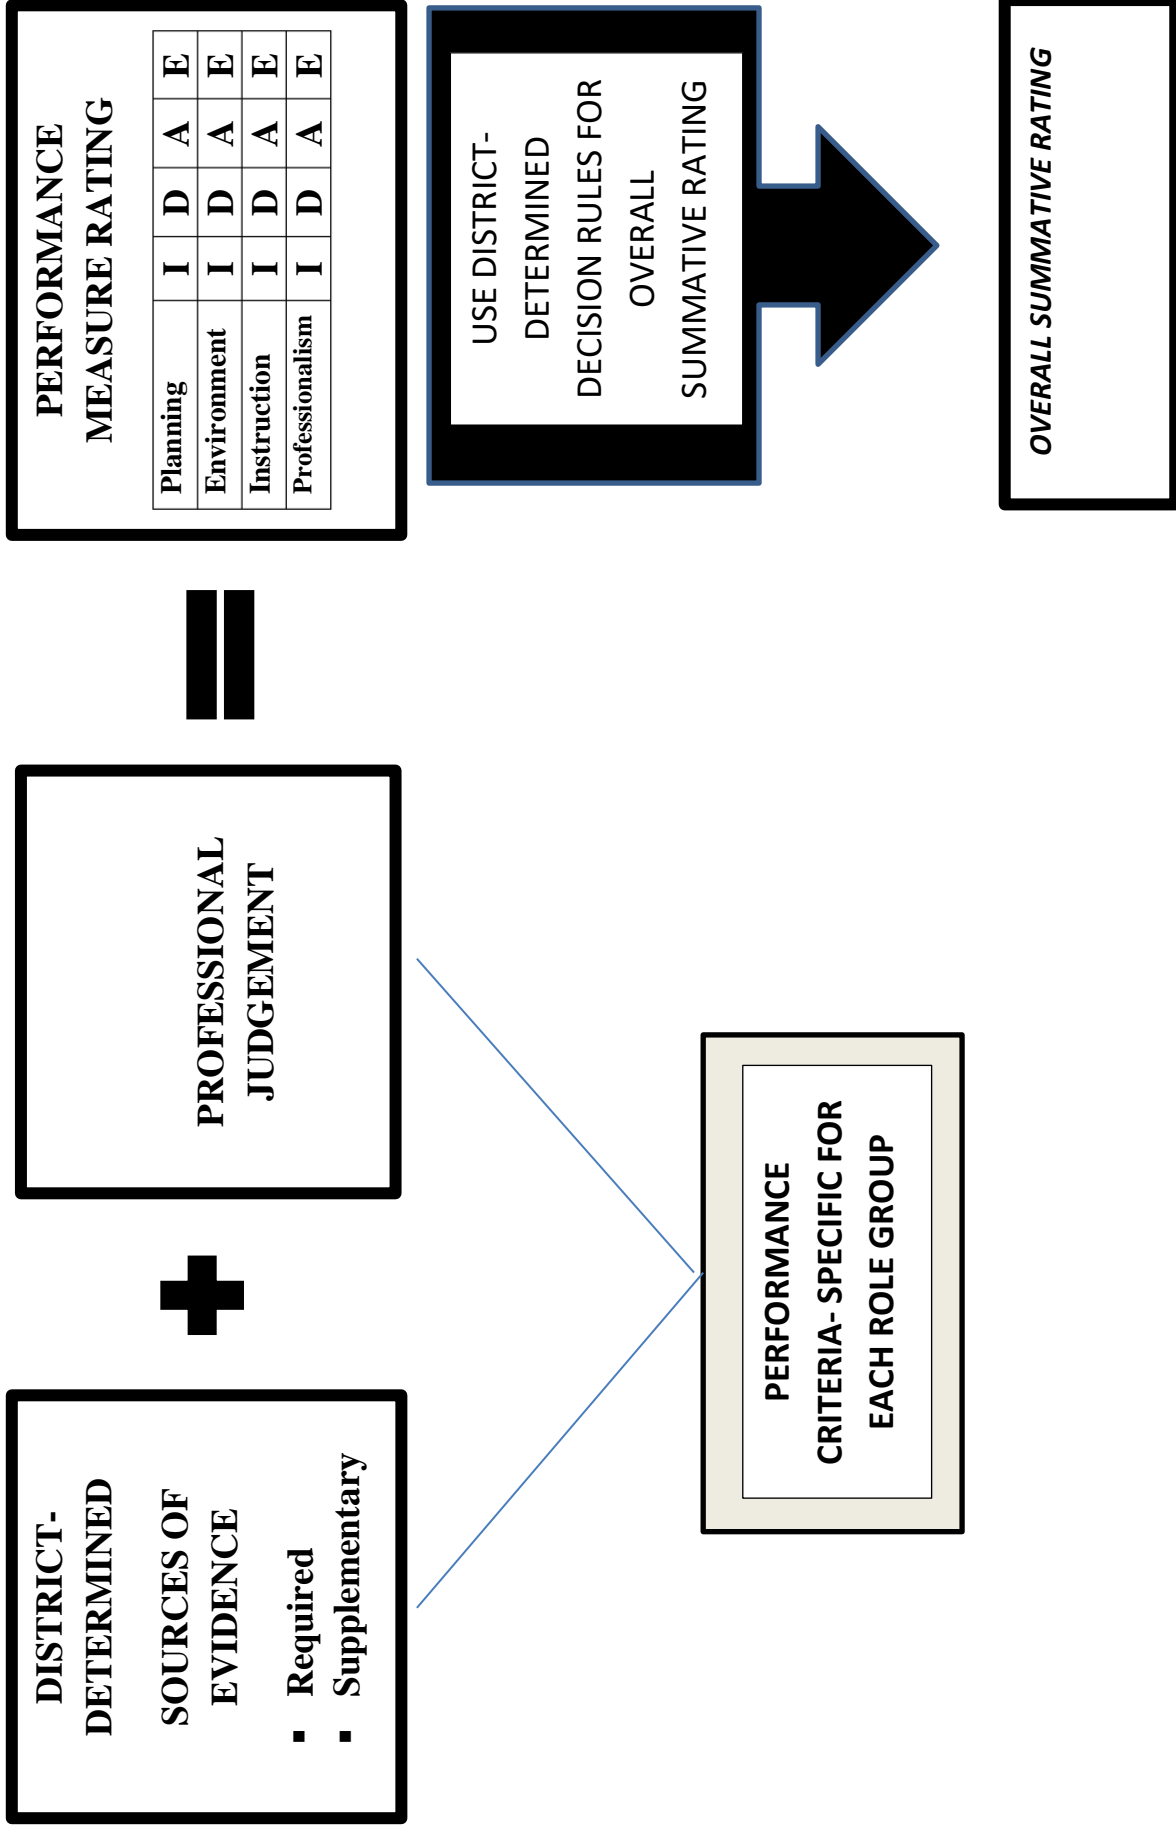 DISTRICT-
DETERMINED
SOURCES OF
EVIDENCE
▪ Required
▪ Supplementary
PROFESSIONAL
JUDGEMENT
PERFORMANCE
MEASURE RATING
Planning I D A E
Environment I D A E
Instruction I D A E
Professionalism I D A E
PERFORMANCE
CRITERIA- SPECIFIC FOR
EACH ROLE GROUP
USE DISTRICT-
DETERMINED
DECISION RULES FOR
OVERALL
SUMMATIVE RATING
OVERALL SUMMATIVE RATING